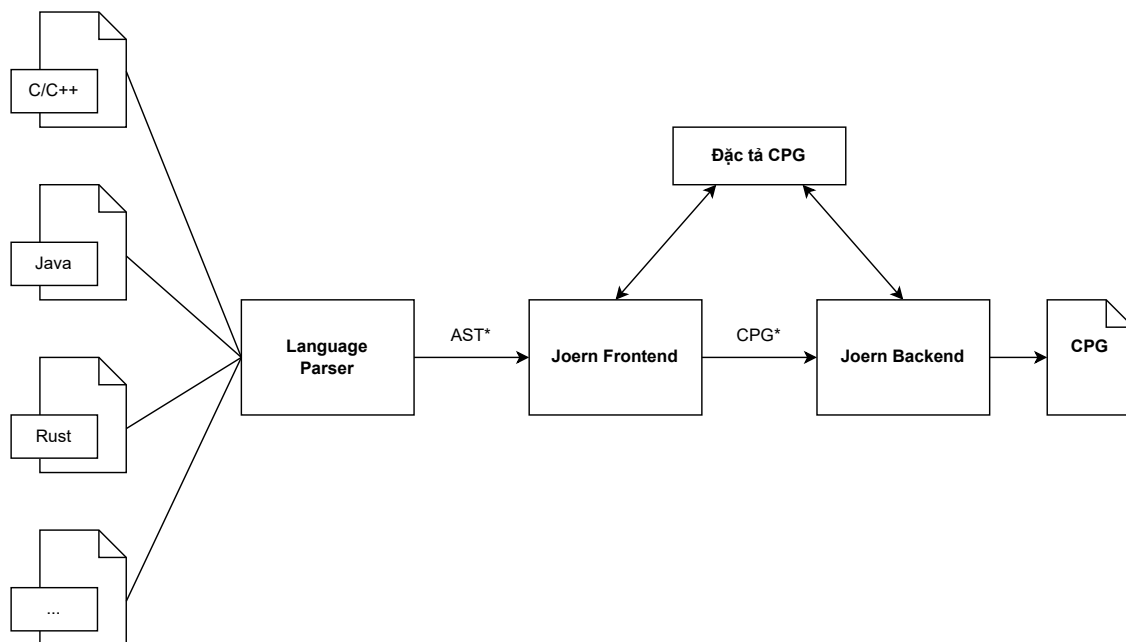 C/C++
Java
Rust
...
Language
Parser
AST*
Joern Frontend
CPG*
Joern Backend
Đặc tả CPG
CPG